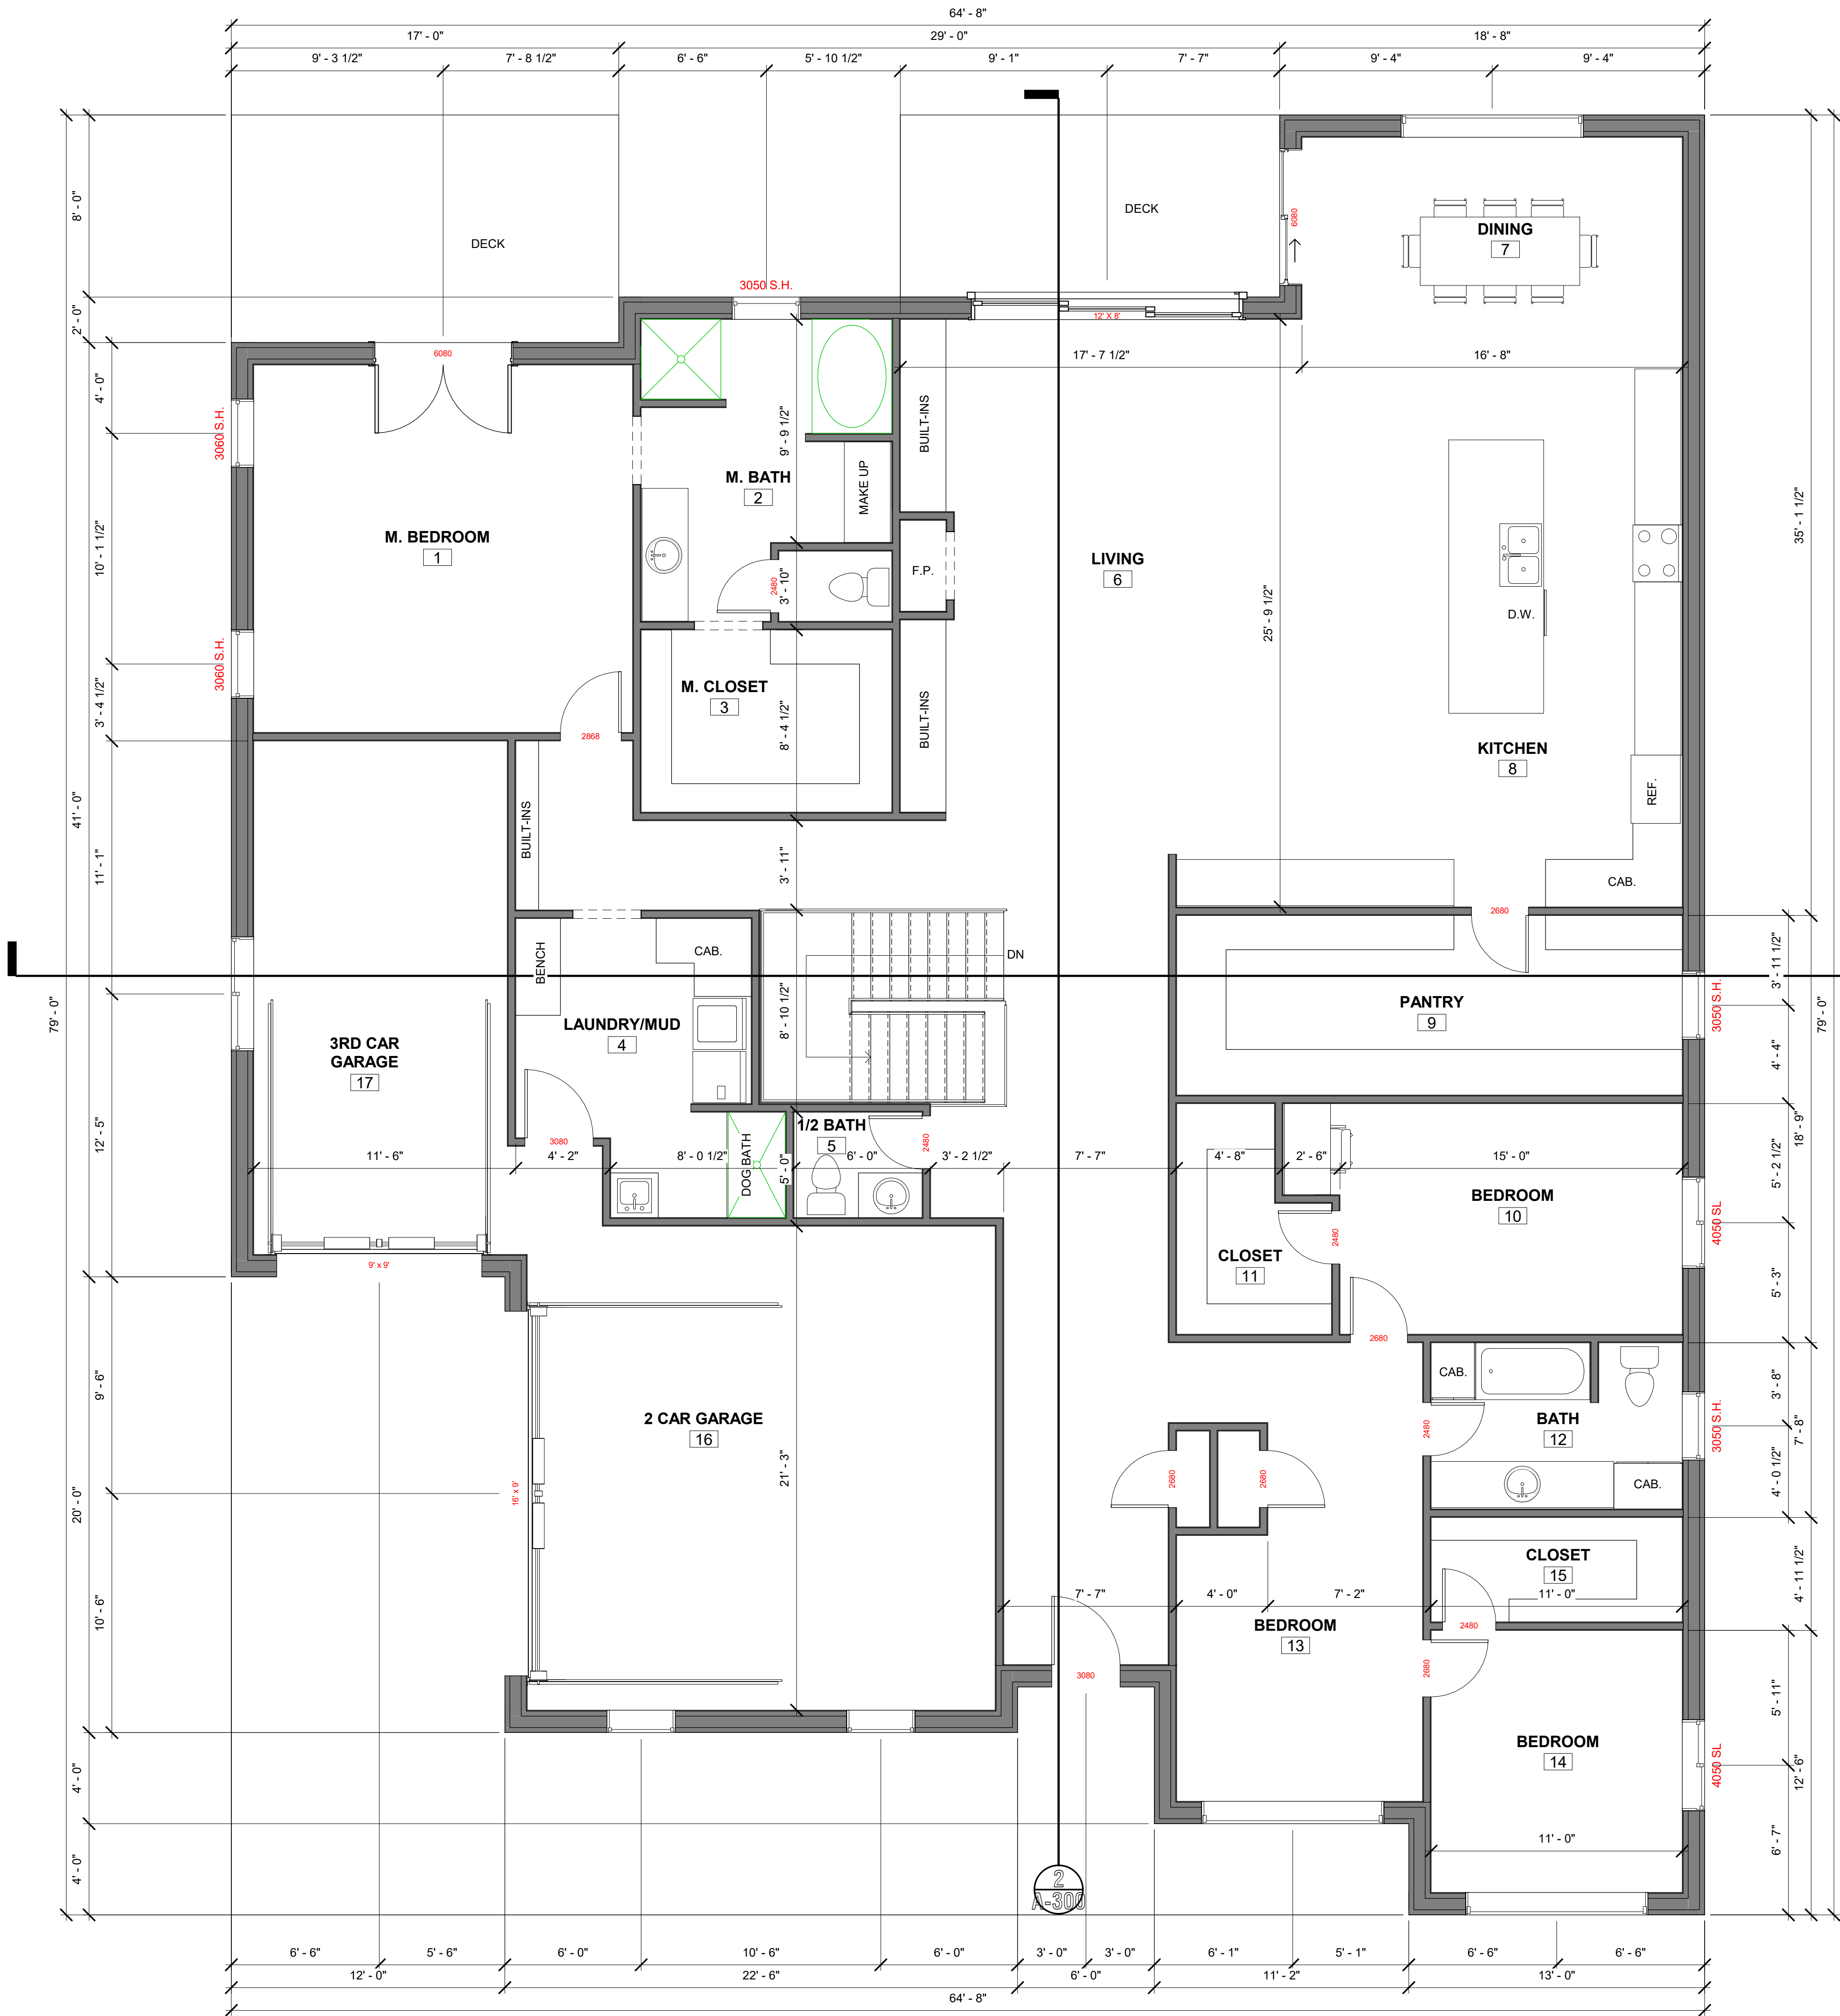 64' - 8"
17' - 0"
29' - 0"
18' - 8"
9' - 3 1/2"
7' - 8 1/2"
6' - 6"
5' - 10 1/2"
9' - 1"
7' - 7"
9' - 4"
9' - 4"
8' - 0"
2' - 0"
DECK
DECK
6080
DINING
7
3050 S.H.
12' X 8'
6080
17' - 7 1/2"
16' - 8"
4' - 0"
3060 S.H.
BUILT-INS
9' - 9 1/2"
M. BATH
2
MAKE UP
35' - 1 1/2"
10' - 1 1/2"
M. BEDROOM
1
LIVING
6
F.P.
2480
3' - 10"
25' - 9 1/2"
D.W.
3060 S.H.
3' - 4 1/2"
M. CLOSET
3
8' - 4 1/2"
BUILT-INS
2868
KITCHEN
8
REF.
41' - 0"
11' - 1"
BUILT-INS
3' - 11"
CAB.
2680
79' - 0"
BENCH
CAB.
DN
3' - 11 1/2"
79' - 0"
PANTRY
9
3050 S.H.
8' - 10 1/2"
LAUNDRY/MUD
4
3RD CAR
GARAGE
17
4' - 4"
12' - 5"
1/2 BATH
5
2480
3080
18' - 9"
11' - 6"
4' - 2"
8' - 0 1/2"
DOG BATH
5' - 0"
6' - 0"
3' - 2 1/2"
7' - 7"
4' - 8"
2' - 6"
15' - 0"
5' - 2 1/2"
BEDROOM
10
4050 SL
2480
CLOSET
11
9' x 9'
5' - 3"
2680
9' - 6"
CAB.
3' - 8"
2 CAR GARAGE
16
BATH
12
2480
3050 S.H.
7' - 8"
21' - 3"
2680
2680
CAB.
4' - 0 1/2"
16' x 9'
20' - 0"
CLOSET
15
4' - 11 1/2"
10' - 6"
7' - 7"
4' - 0"
7' - 2"
11' - 0"
BEDROOM
13
2480
2680
3080
5' - 11"
BEDROOM
14
4050 SL
12' - 6"
4' - 0"
11' - 0"
6' - 7"
4' - 0"
2
A-300
6' - 6"
5' - 6"
6' - 0"
10' - 6"
6' - 0"
3' - 0"
3' - 0"
6' - 1"
5' - 1"
6' - 6"
6' - 6"
12' - 0"
22' - 6"
6' - 0"
11' - 2"
13' - 0"
64' - 8"